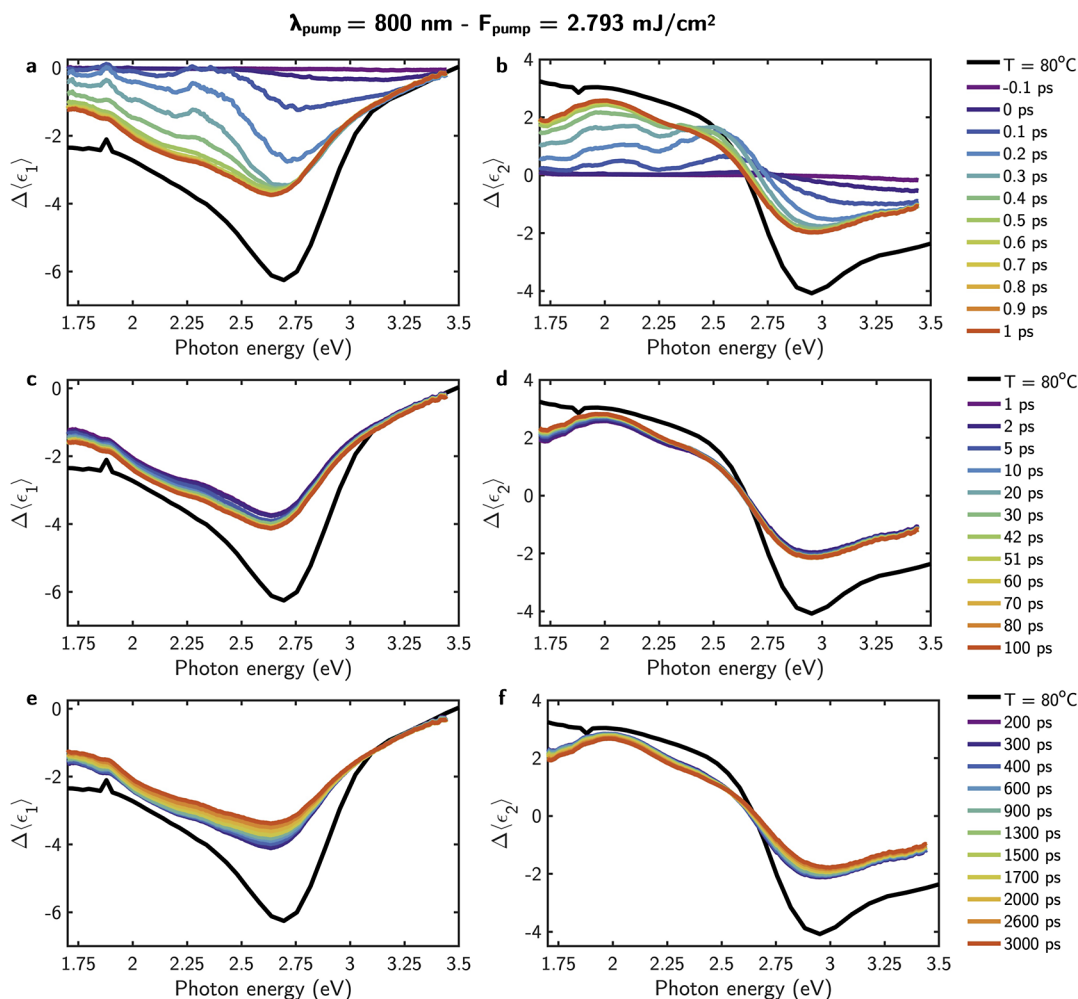 λpump = 800 nm - Fpump = 2.793 mJ/cm²
a
0
-2
-4
-6
Δ⟨ϵ1⟩
1.75 2 2.25 2.5 2.75 3 3.25 3.5
Photon energy (eV)
b
4
2
0
-2
-4
Δ⟨ϵ2⟩
1.75 2 2.25 2.5 2.75 3 3.25 3.5
Photon energy (eV)
T = 80°C
-0.1 ps
0 ps
0.1 ps
0.2 ps
0.3 ps
0.4 ps
0.5 ps
0.6 ps
0.7 ps
0.8 ps
0.9 ps
1 ps
c
0
-2
-4
-6
Δ⟨ϵ1⟩
1.75 2 2.25 2.5 2.75 3 3.25 3.5
Photon energy (eV)
d
4
2
0
-2
-4
Δ⟨ϵ2⟩
1.75 2 2.25 2.5 2.75 3 3.25 3.5
Photon energy (eV)
T = 80°C
1 ps
2 ps
5 ps
10 ps
20 ps
30 ps
42 ps
51 ps
60 ps
70 ps
80 ps
100 ps
e
0
-2
-4
-6
Δ⟨ϵ1⟩
1.75 2 2.25 2.5 2.75 3 3.25 3.5
Photon energy (eV)
f
4
2
0
-2
-4
Δ⟨ϵ2⟩
1.75 2 2.25 2.5 2.75 3 3.25 3.5
Photon energy (eV)
T = 80°C
200 ps
300 ps
400 ps
600 ps
900 ps
1300 ps
1500 ps
1700 ps
2000 ps
2600 ps
3000 ps